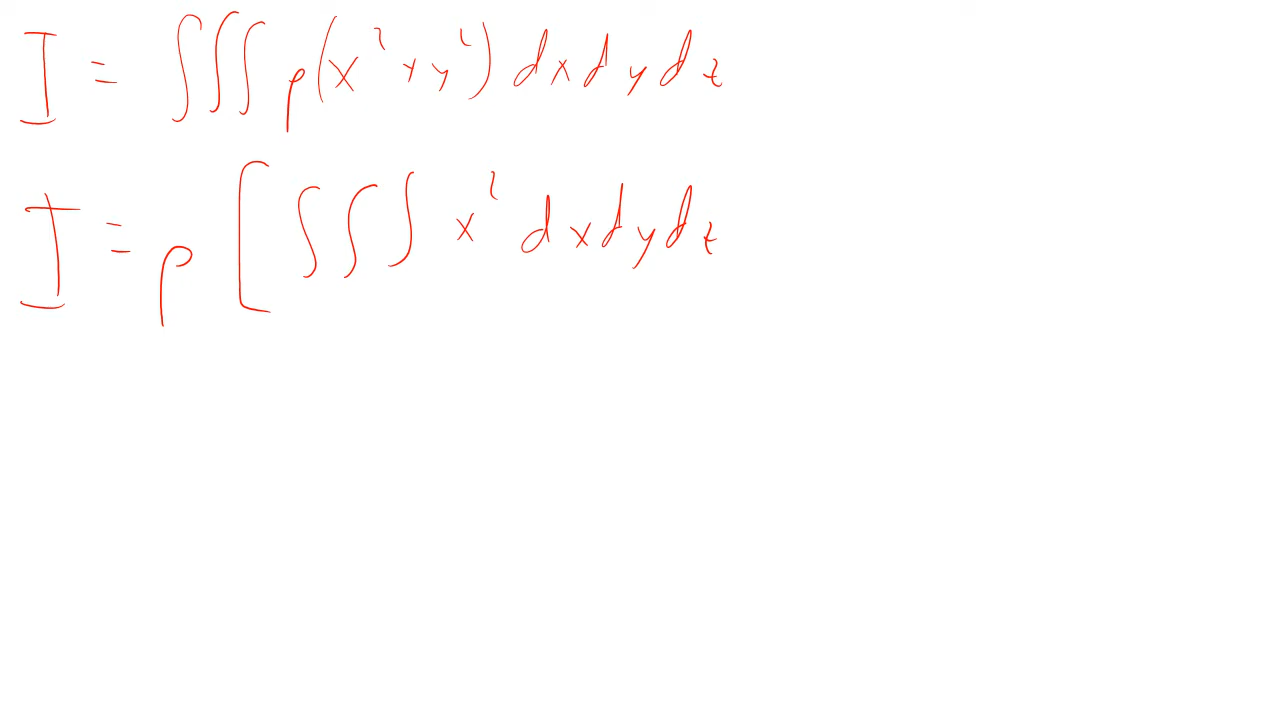 I = ∫∫∫ ρ(x² + y²) dx dy dz
I = ρ [ ∫∫∫ x² dx dy dz